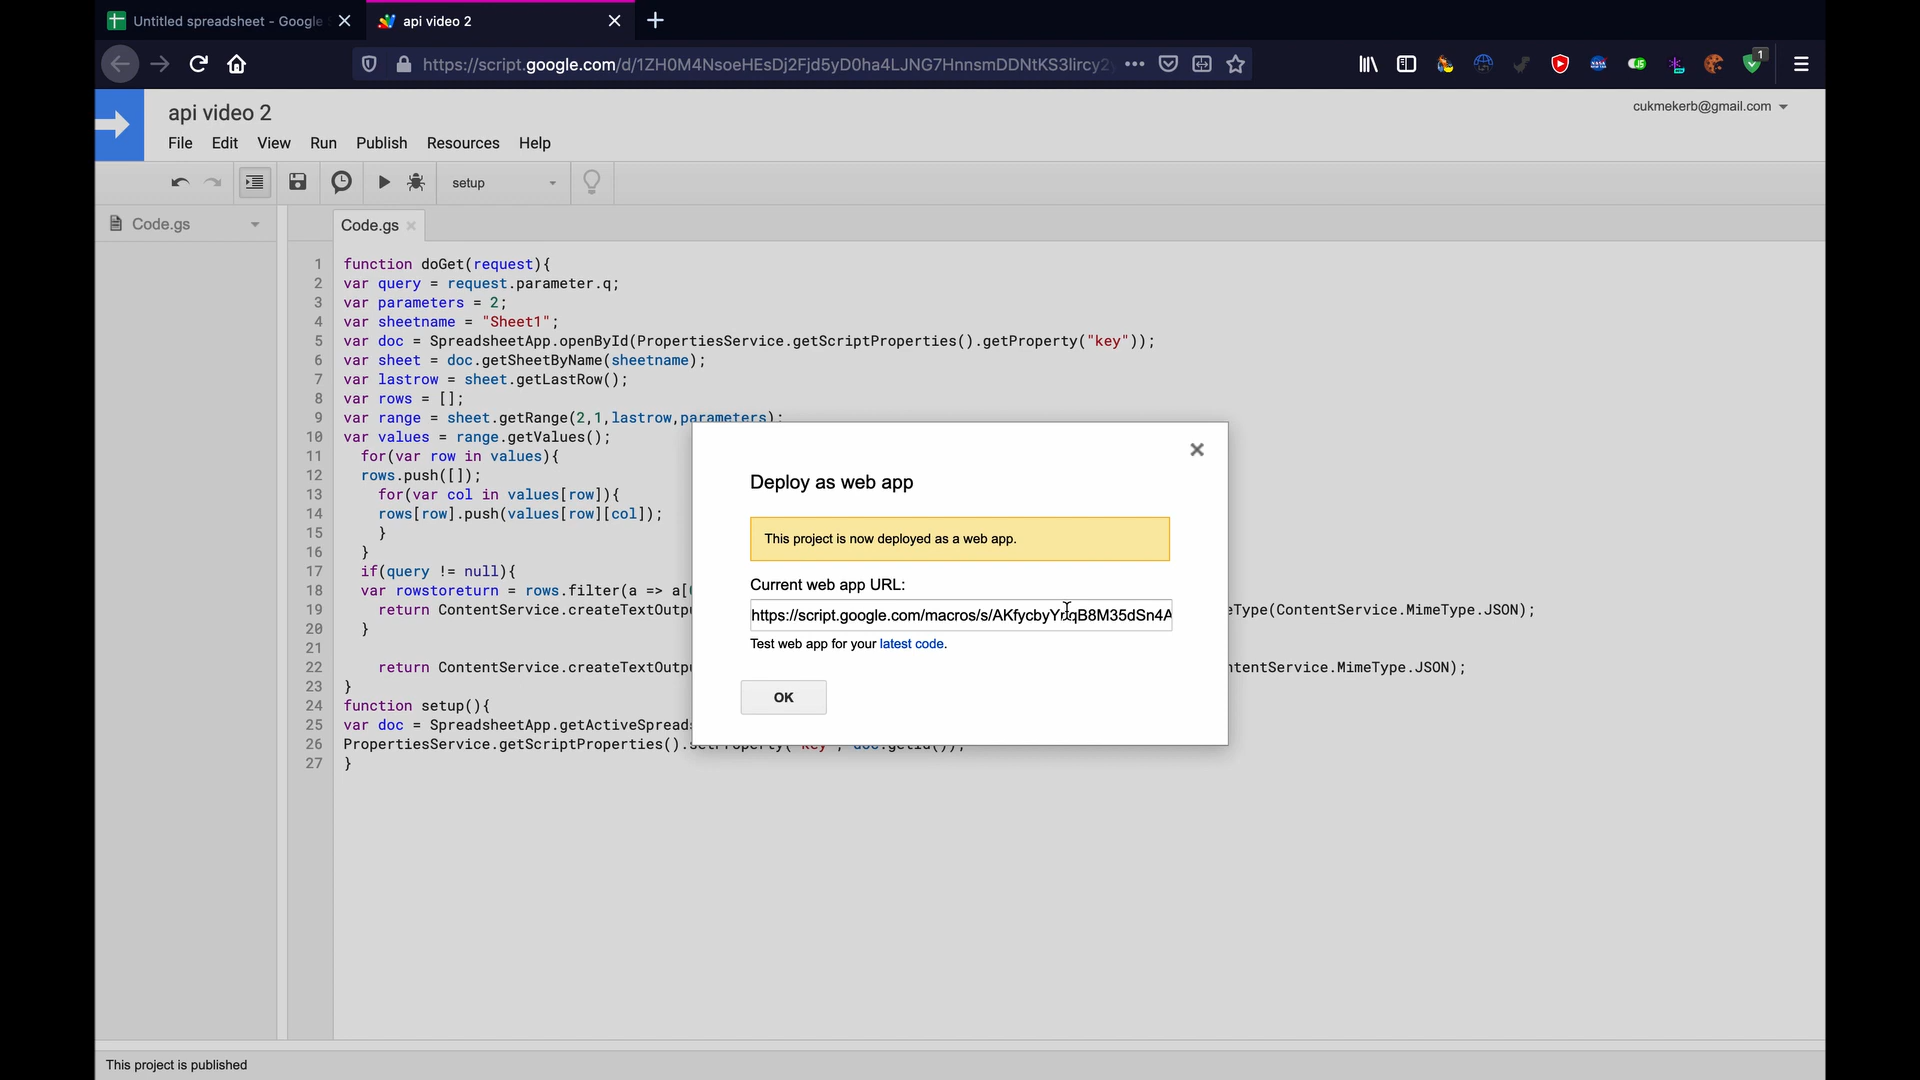 Untitled spreadsheet - Google
api video 2
https://script.google.com/d/1ZH0M4NsoeHEsDj2Fjd5yD0ha4LJNG7HnnsmDDNtKS3lircy2
1
api video 2
cukmekerb@gmail.com
File Edit View Run Publish Resources Help
setup
Code.gs
Code.gs
1 function doGet(request){
2 var query = request.parameter.q;
3 var parameters = 2;
4 var sheetname = "Sheet1";
5 var doc = SpreadsheetApp.openById(PropertiesService.getScriptProperties().getProperty("key"));
6 var sheet = doc.getSheetByName(sheetname);
7 var lastrow = sheet.getLastRow();
8 var rows = [];
9 var range = sheet.getRange(2,1,lastrow,parameters);
10 var values = range.getValues();
11 for(var row in values){
12 rows.push([]);
13 for(var col in values[row]){
14 rows[row].push(values[row][col]);
15 }
16 }
17 if(query != null){
18 var rowstoreturn = rows.filter(a => a[
19 return ContentService.createTextOutpu eType(ContentService.MimeType.JSON);
20 }
21
22 return ContentService.createTextOutpu ntentService.MimeType.JSON);
23 }
24 function setup(){
25 var doc = SpreadsheetApp.getActiveSpreads
26 PropertiesService.getScriptProperties().setProperty("key", doc.getId());
27 }
Deploy as web app
This project is now deployed as a web app.
Current web app URL:
https://script.google.com/macros/s/
Test web app for your latest code.
OK
This project is published